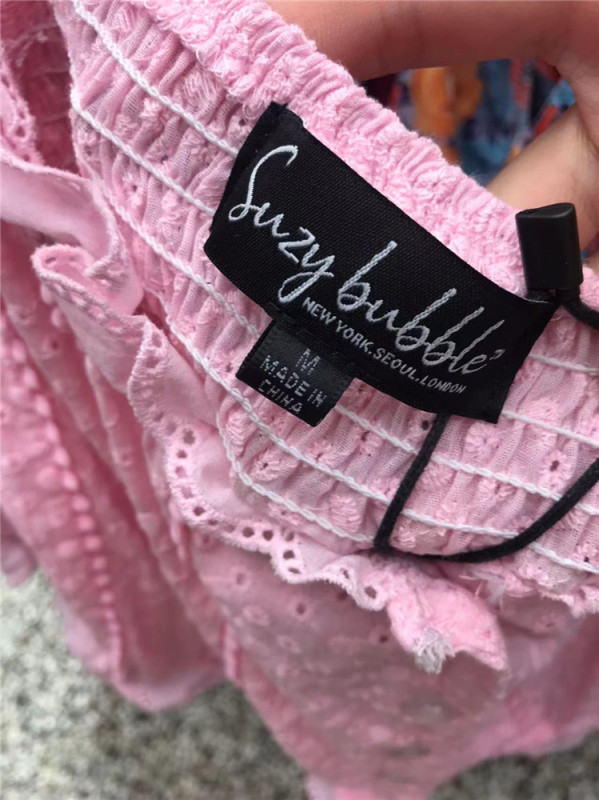 Suzy bubble
NEW YORK, SEOUL, LONDON
M
MADE IN
CHINA